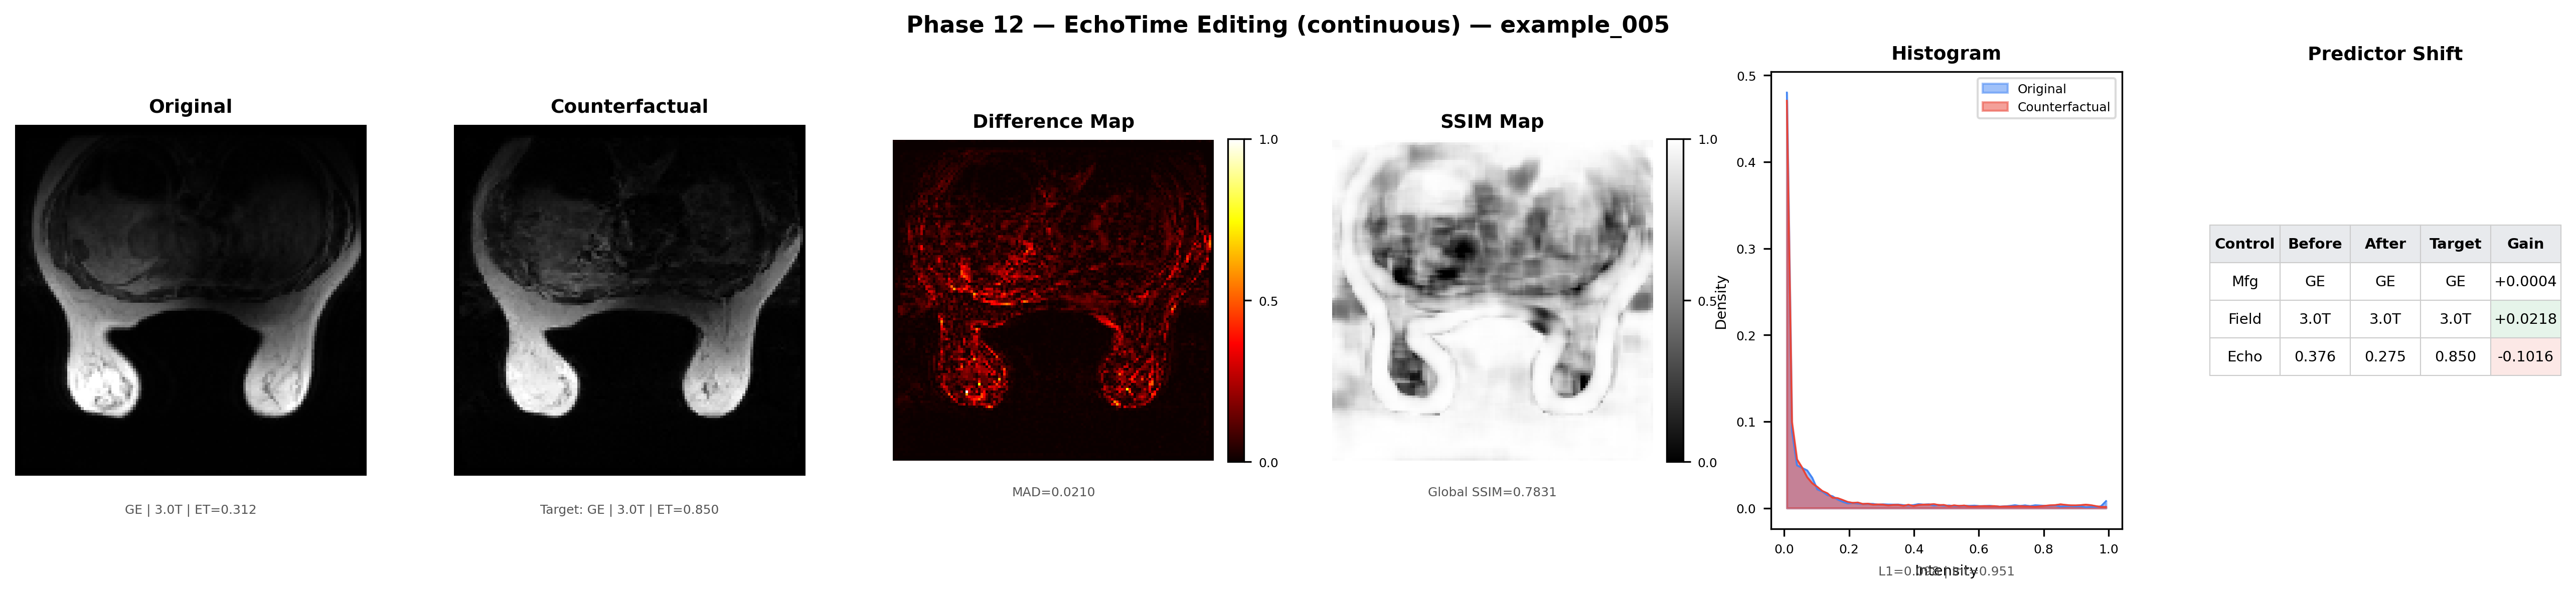 Phase 12 — EchoTime Editing (continuous) — example_005
Original
GE | 3.0T | ET=0.312
Counterfactual
Target: GE | 3.0T | ET=0.850
Difference Map
1.0
0.5
0.0
MAD=0.0210
SSIM Map
1.0
0.5
0.0
Global SSIM=0.7831
Histogram
Density
0.5
0.4
0.3
0.2
0.1
0.0
Original
Counterfactual
0.0 0.2 0.4 0.6 0.8 1.0
Intensity
Predictor Shift
Control Before After Target Gain
Mfg GE GE GE +0.0004
Field 3.0T 3.0T 3.0T +0.0218
Echo 0.376 0.275 0.850 -0.1016